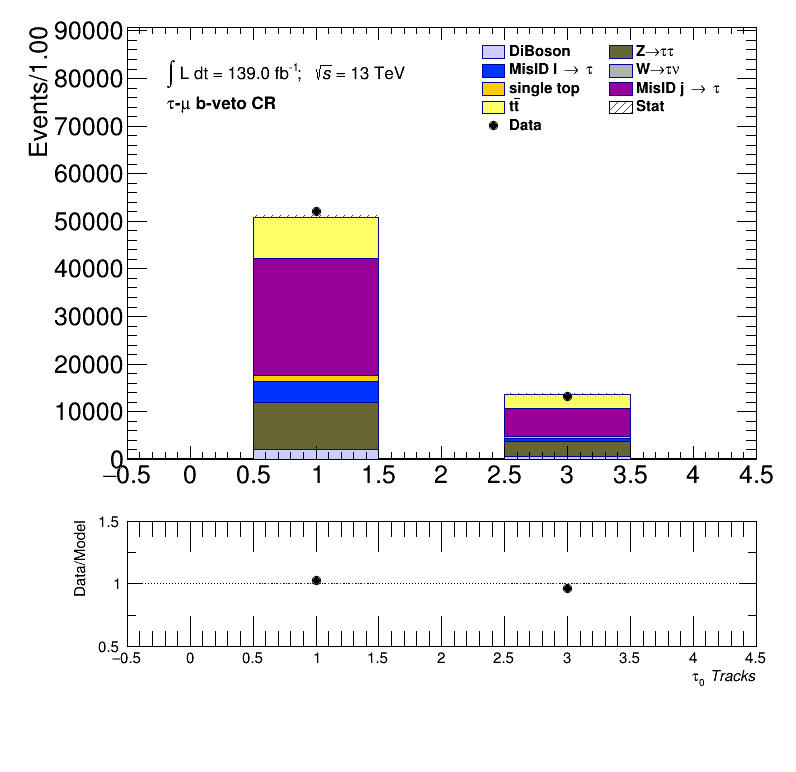 Events/1.00
90000
80000
70000
60000
50000
40000
30000
20000
10000
0
∫ L dt = 139.0 fb⁻¹; √s = 13 TeV
τ-μ b-veto CR
DiBoson
MisID l → τ
single top
tt̄
Data
Z→ττ
W→τν
MisID j → τ
Stat
−0.5 0 0.5 1 1.5 2 2.5 3 3.5 4 4.5
Data/Model
1.5
1
0.5
−0.5 0 0.5 1 1.5 2 2.5 3 3.5 4 4.5
τ₀ Tracks